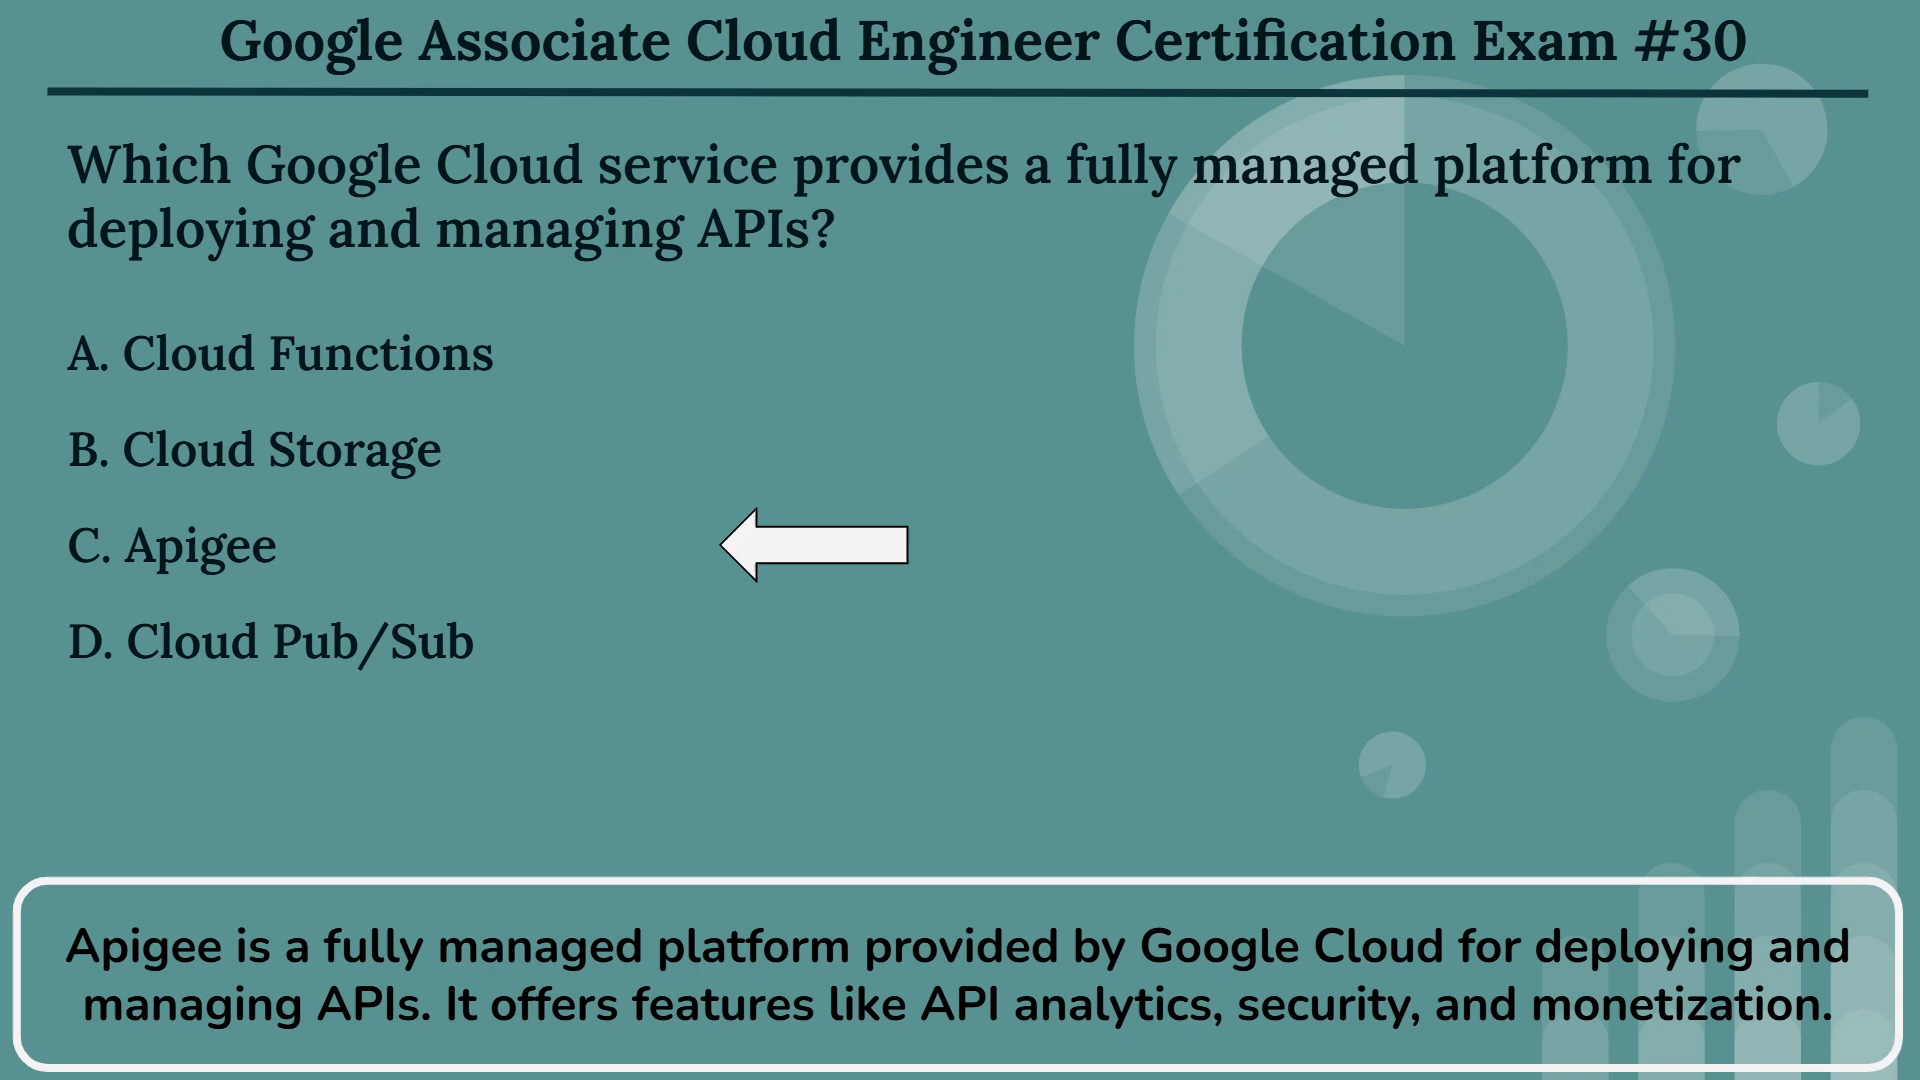 Google Associate Cloud Engineer Certification Exam #30
Which Google Cloud service provides a fully managed platform for
deploying and managing APIs?
A. Cloud Functions
B. Cloud Storage
C. Apigee
D. Cloud Pub/Sub
Apigee is a fully managed platform provided by Google Cloud for deploying and
managing APIs. It offers features like API analytics, security, and monetization.